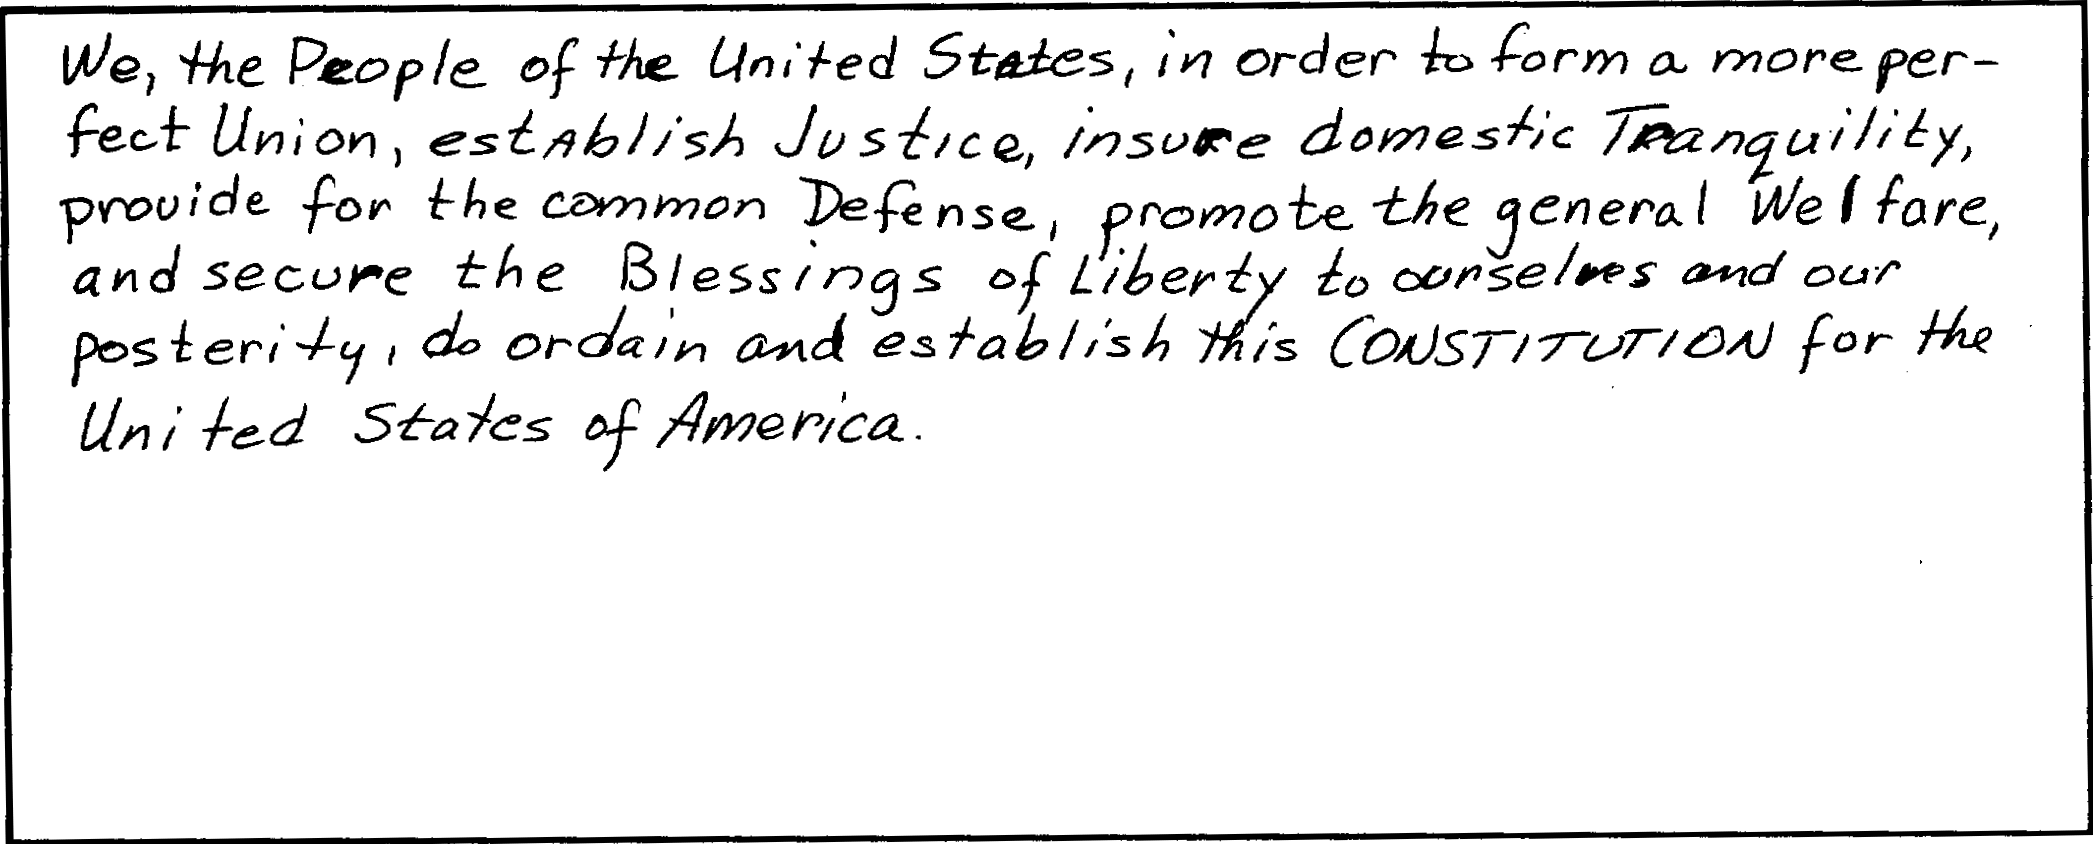 We, the People of the United States, in order to form a more per-
fect Union, establish Justice, insure domestic Tranquility,
provide for the common Defense, promote the general Welfare,
and secure the Blessings of Liberty to ourselves and our
posterity, do ordain and establish this CONSTITUTION for the
United States of America.